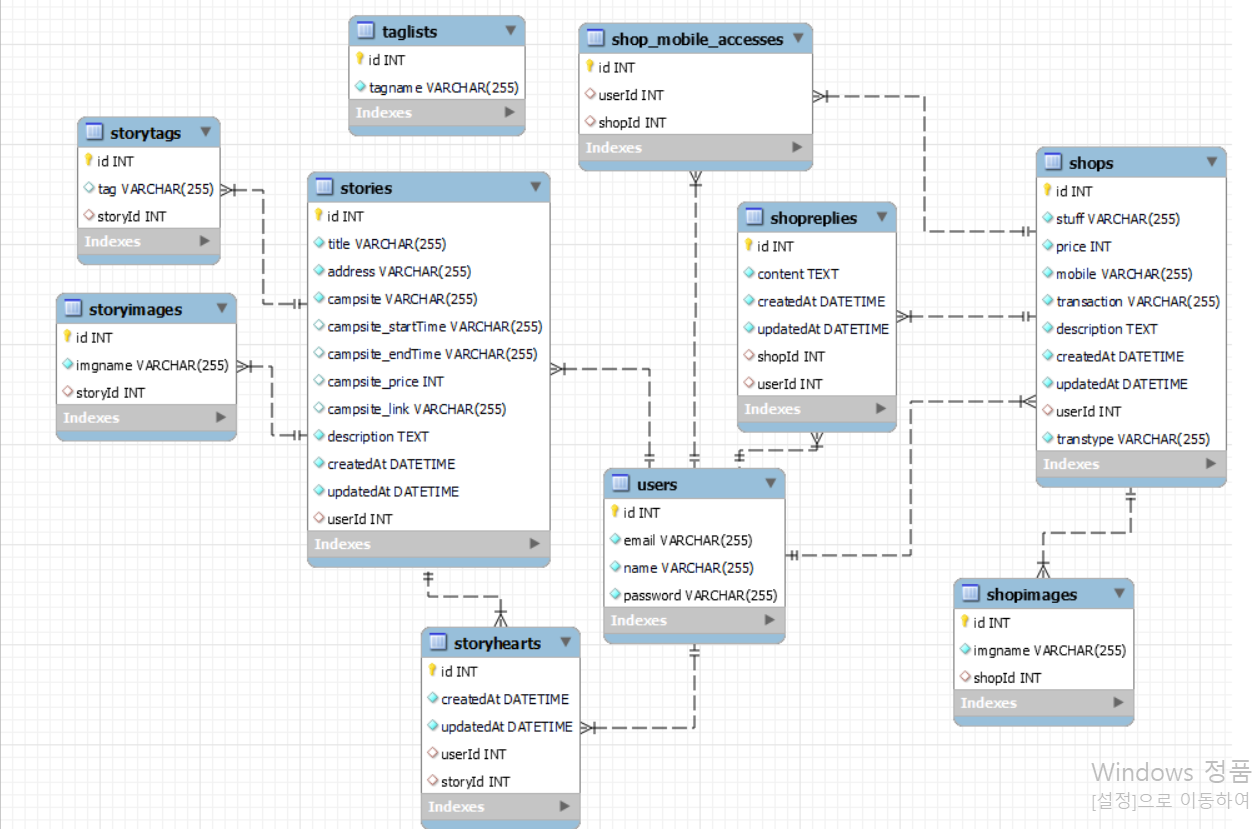 taglists
id INT
tagname VARCHAR(255)
Indexes
shop_mobile_accesses
id INT
userId INT
shopId INT
Indexes
storytags
id INT
tag VARCHAR(255)
storyId INT
Indexes
stories
id INT
title VARCHAR(255)
address VARCHAR(255)
campsite VARCHAR(255)
campsite_startTime VARCHAR(255)
campsite_endTime VARCHAR(255)
campsite_price INT
campsite_link VARCHAR(255)
description TEXT
createdAt DATETIME
updatedAt DATETIME
userId INT
Indexes
shopreplies
id INT
content TEXT
createdAt DATETIME
updatedAt DATETIME
shopId INT
userId INT
Indexes
shops
id INT
stuff VARCHAR(255)
price INT
mobile VARCHAR(255)
transaction VARCHAR(255)
description TEXT
createdAt DATETIME
updatedAt DATETIME
userId INT
transtype VARCHAR(255)
Indexes
storyimages
id INT
imgname VARCHAR(255)
storyId INT
Indexes
users
id INT
email VARCHAR(255)
name VARCHAR(255)
password VARCHAR(255)
Indexes
storyhearts
id INT
createdAt DATETIME
updatedAt DATETIME
userId INT
storyId INT
Indexes
shopimages
id INT
imgname VARCHAR(255)
shopId INT
Indexes
Windows 정품
[설정]으로 이동하여